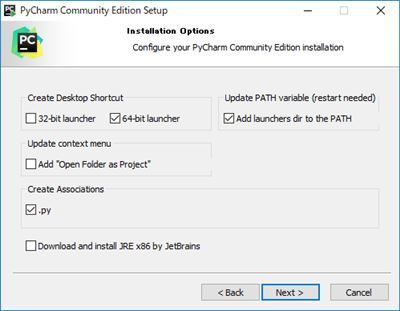 PC PyCharm Community Edition Setup
PC
Installation Options
Configure your PyCharm Community Edition installation
Create Desktop Shortcut
32-bit launcher 64-bit launcher
Update PATH variable (restart needed)
Add launchers dir to the PATH
Update context menu
Add "Open Folder as Project"
Create Associations
.py
Download and install JRE x86 by JetBrains
< Back Next > Cancel